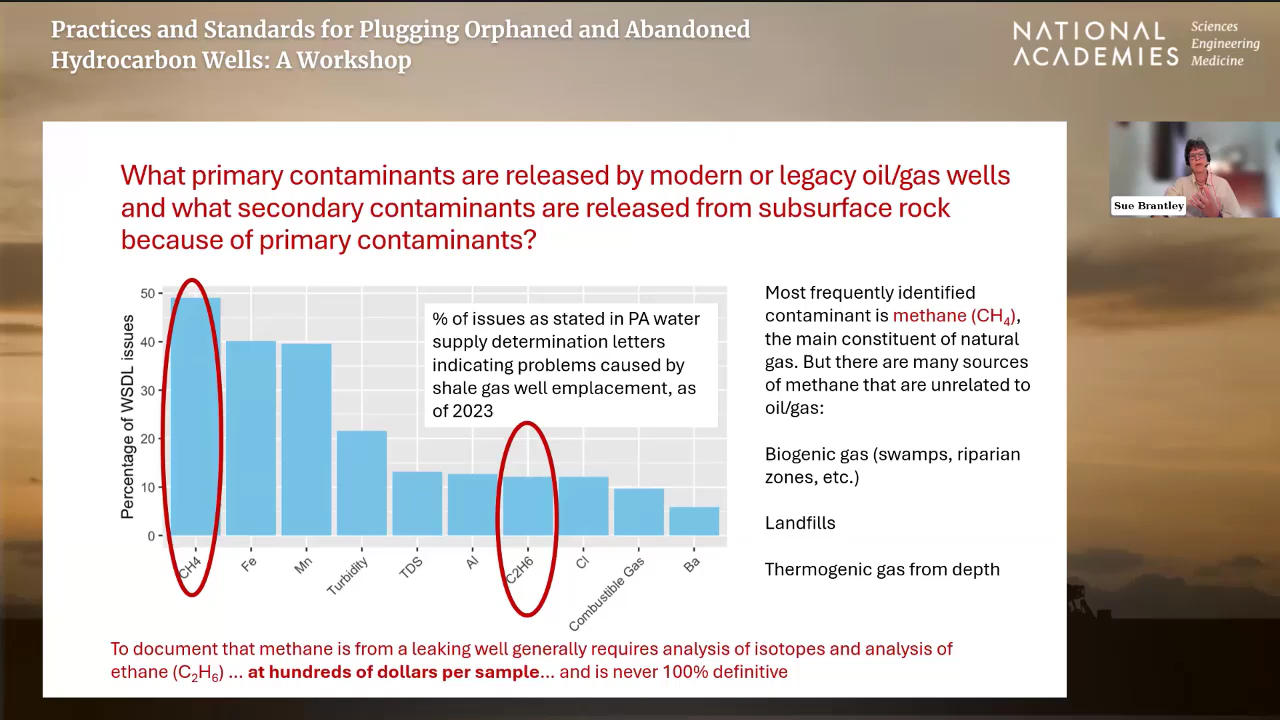 Practices and Standards for Plugging Orphaned and Abandoned
Hydrocarbon Wells: A Workshop
NATIONAL
ACADEMIES
Sciences
Engineering
Medicine
Sue Brantley
What primary contaminants are released by modern or legacy oil/gas wells
and what secondary contaminants are released from subsurface rock
because of primary contaminants?
Percentage of WSDL issues
50
40
30
20
10
0
% of issues as stated in PA water
supply determination letters
indicating problems caused by
shale gas well emplacement, as
of 2023
CH4
Fe
Mn
Turbidity
TDS
Al
C2H6
Cl
Combustible Gas
Ba
Most frequently identified
contaminant is methane (CH₄),
the main constituent of natural
gas. But there are many sources
of methane that are unrelated to
oil/gas:
Biogenic gas (swamps, riparian
zones, etc.)
Landfills
Thermogenic gas from depth
To document that methane is from a leaking well generally requires analysis of isotopes and analysis of
ethane (C₂H₆) ... at hundreds of dollars per sample... and is never 100% definitive